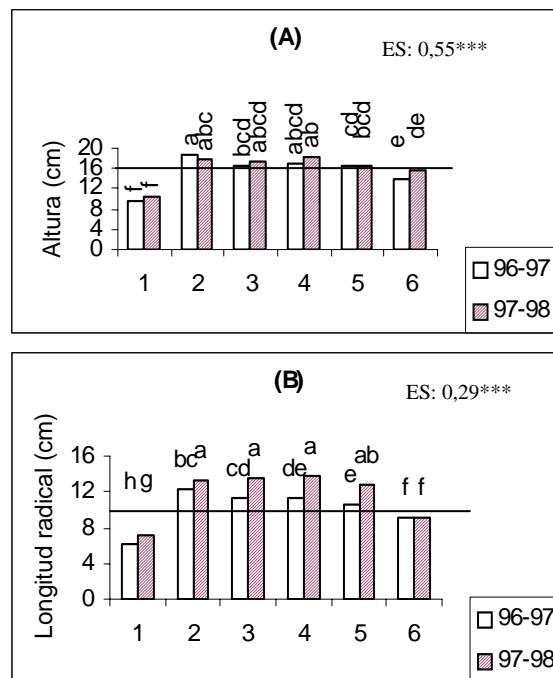 (A)
ES: 0,55***
Altura (cm)
20
16
12
8
4
0
f f a abc bcd abcd abcd ab cd bcd e de
1 2 3 4 5 6
96-97
97-98
(B)
ES: 0,29***
Longitud radical (cm)
16
12
8
4
0
h g bc a cd a de a e ab f f
1 2 3 4 5 6
96-97
97-98